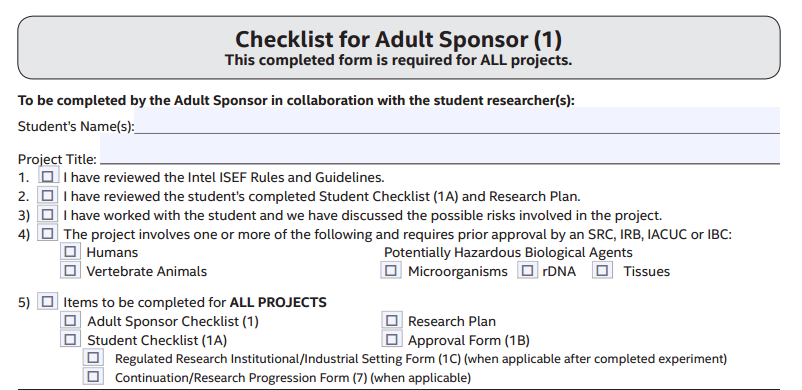 Checklist for Adult Sponsor (1)
This completed form is required for ALL projects.
To be completed by the Adult Sponsor in collaboration with the student researcher(s):
Student's Name(s):
Project Title:
1. I have reviewed the Intel ISEF Rules and Guidelines.
2. I have reviewed the student's completed Student Checklist (1A) and Research Plan.
3) I have worked with the student and we have discussed the possible risks involved in the project.
4) The project involves one or more of the following and requires prior approval by an SRC, IRB, IACUC or IBC:
Humans Potentially Hazardous Biological Agents
Vertebrate Animals Microorganisms rDNA Tissues
5) Items to be completed for ALL PROJECTS
Adult Sponsor Checklist (1) Research Plan
Student Checklist (1A) Approval Form (1B)
Regulated Research Institutional/Industrial Setting Form (1C) (when applicable after completed experiment)
Continuation/Research Progression Form (7) (when applicable)